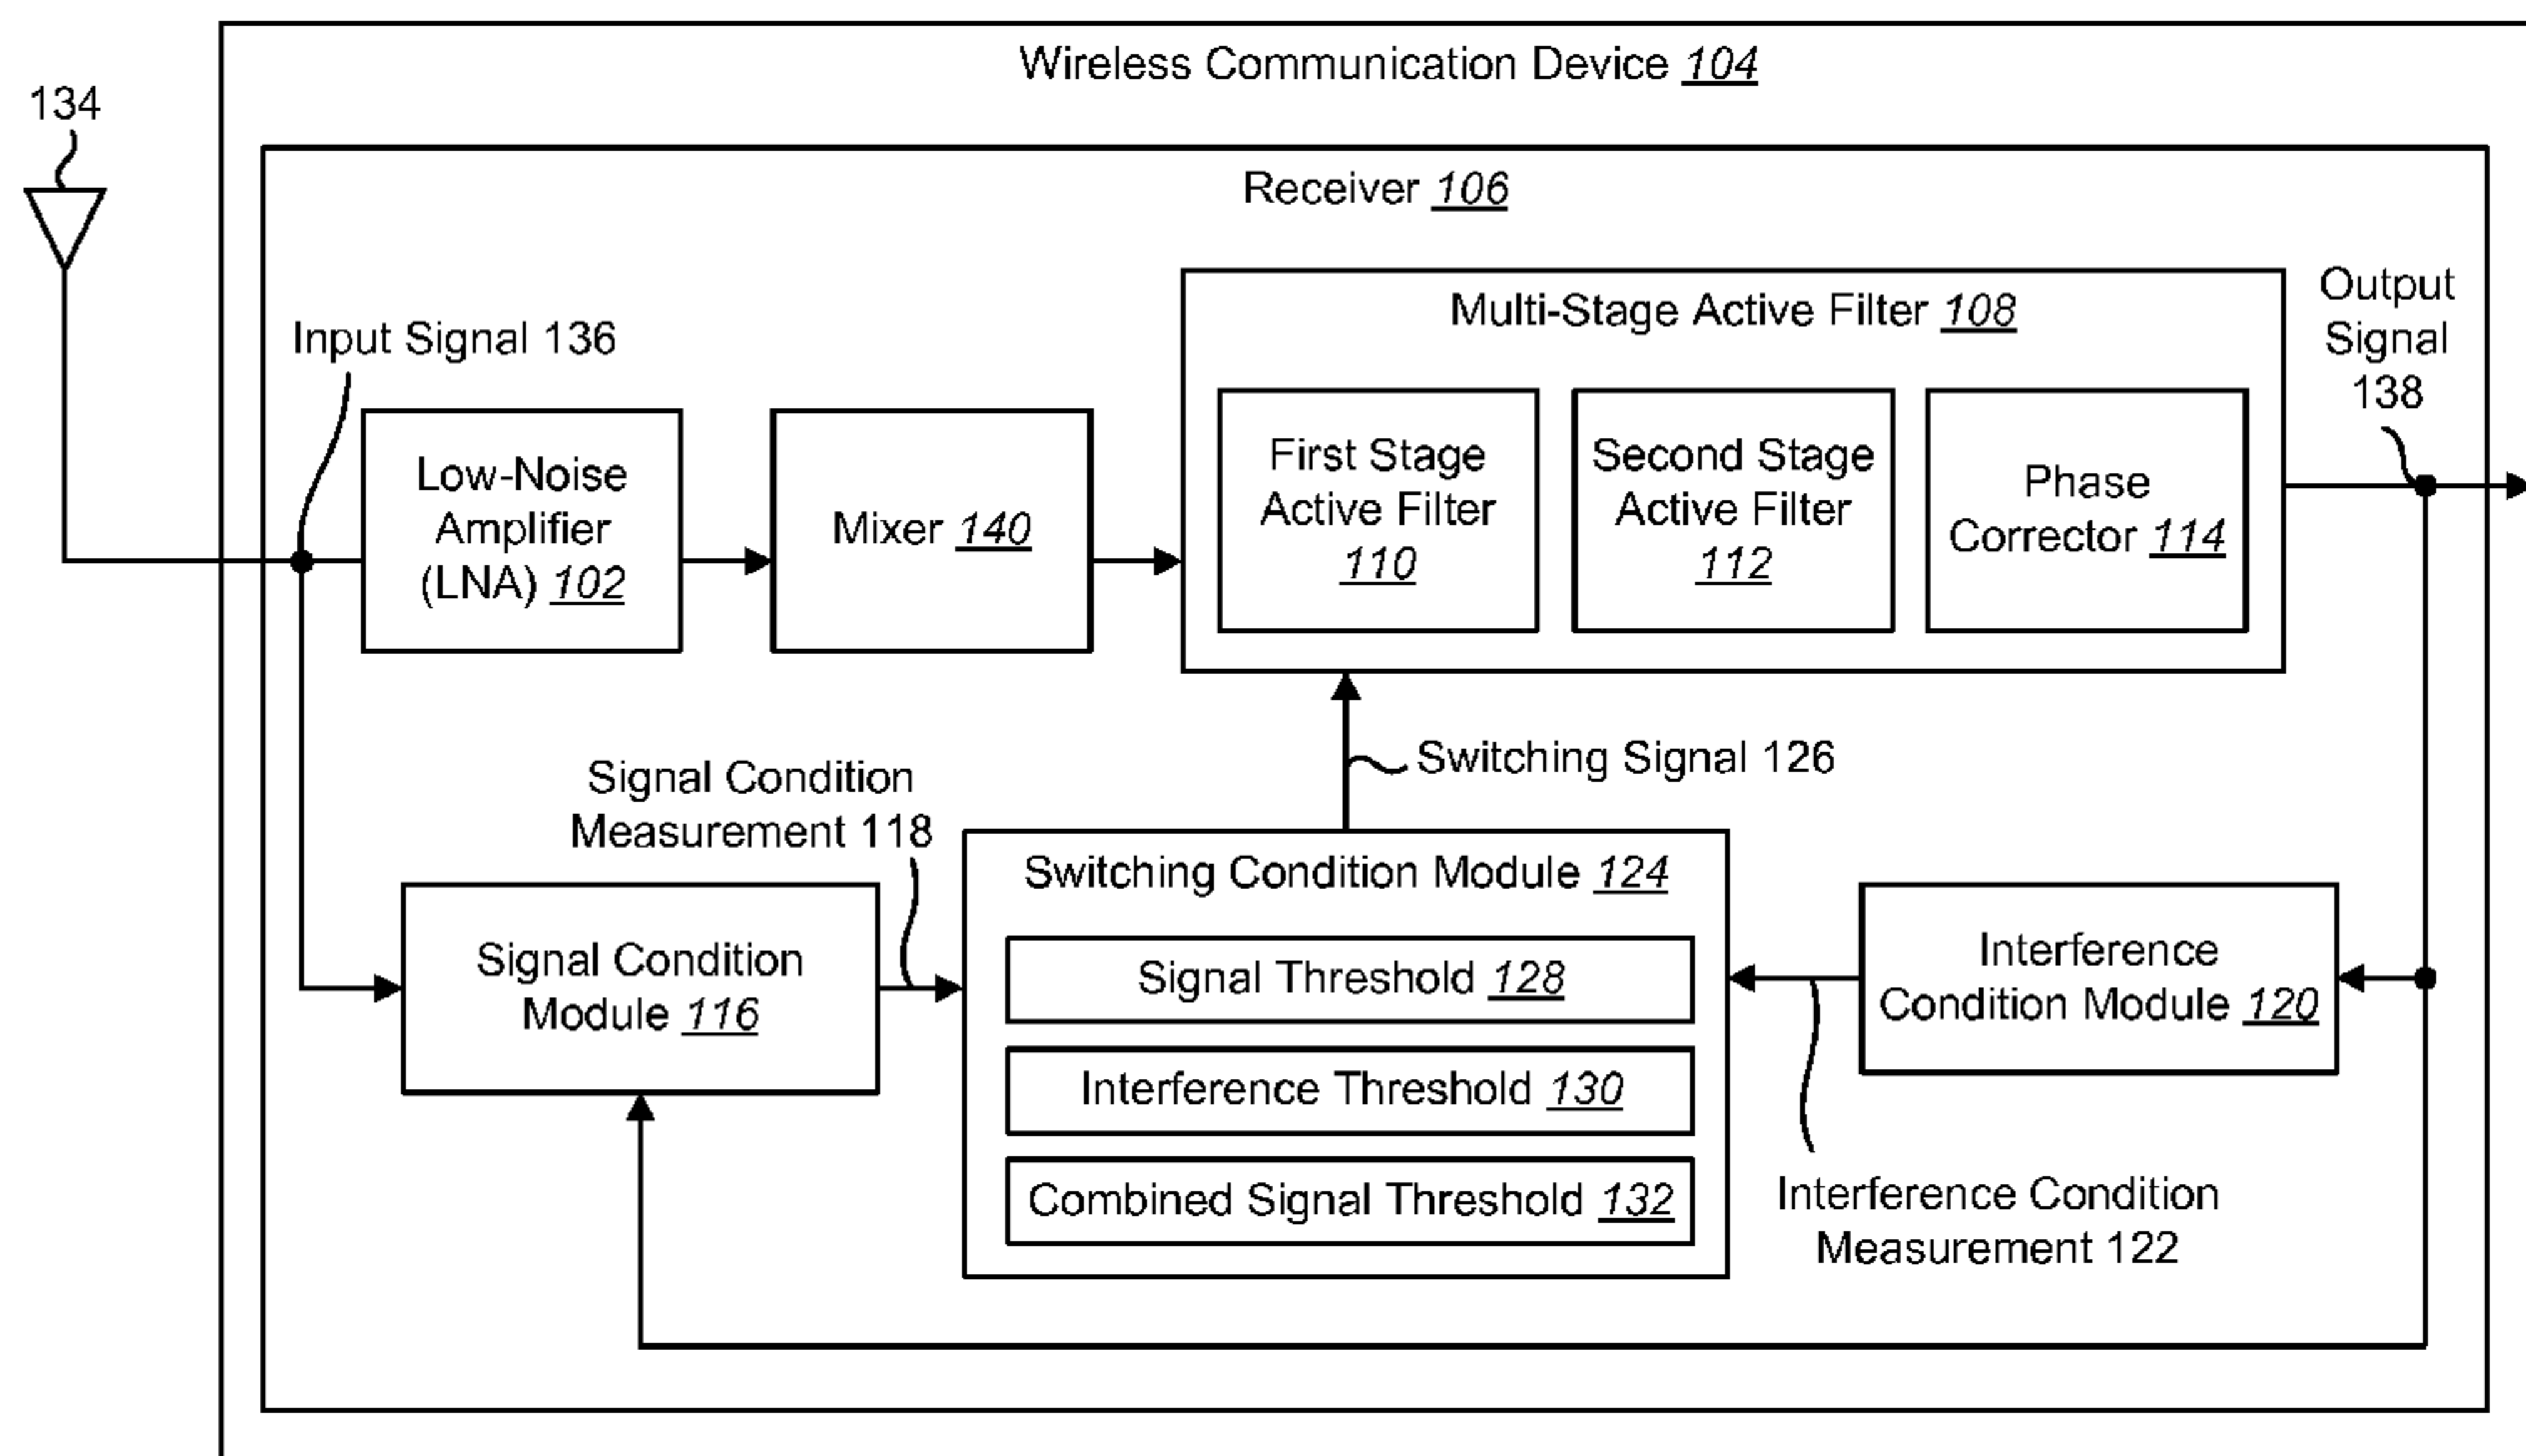 Wireless Communication Device 104
134
Receiver 106
Input Signal 136
Low-Noise
Amplifier
(LNA) 102
Mixer 140
Multi-Stage Active Filter 108
First Stage
Active Filter
110
Second Stage
Active Filter
112
Phase
Corrector 114
Output
Signal
138
Switching Signal 126
Signal Condition
Measurement 118
Signal Condition
Module 116
Switching Condition Module 124
Signal Threshold 128
Interference Threshold 130
Combined Signal Threshold 132
Interference
Condition Module 120
Interference Condition
Measurement 122